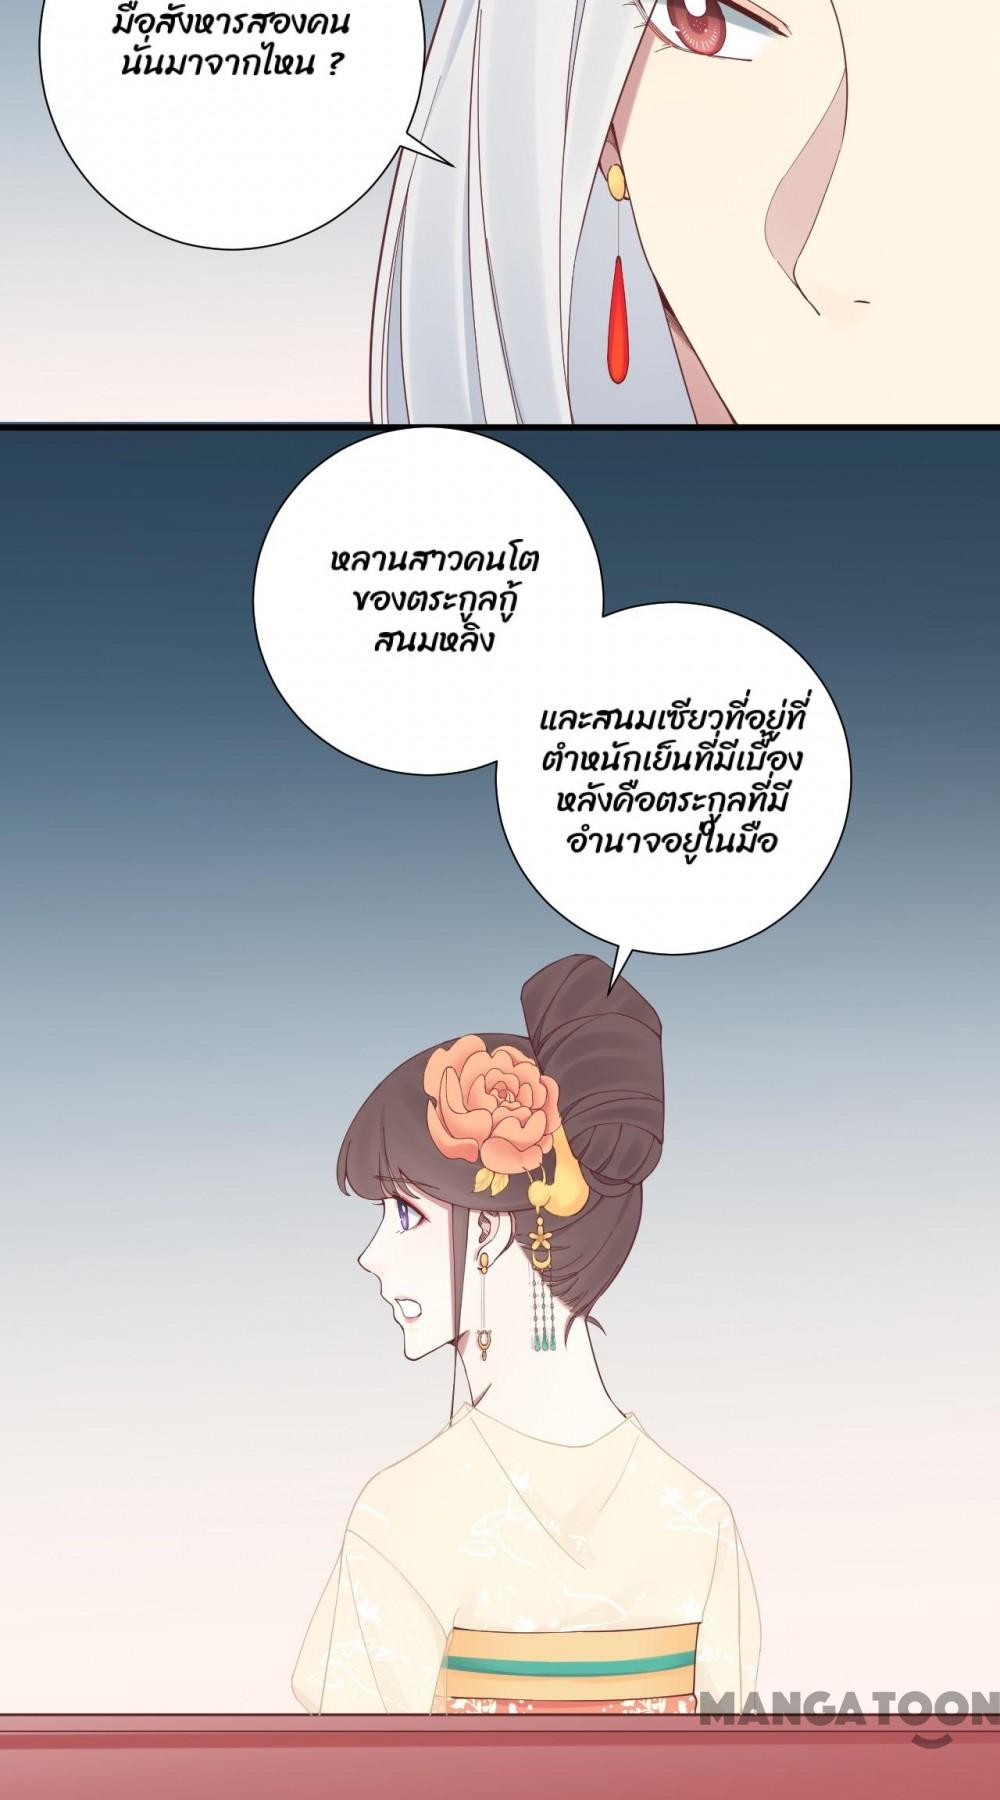 มือสังหารสองคน
นั่นมาจากไหน ?
หลานสาวคนโต
ของตระกูลกู้
สนมหลิง
และสนมเซียวที่อยู่ที่
ตำหนักเย็นที่มีเบื้อง
หลังคือตระกูลที่มี
อำนาจอยู่ในมือ
MANGATOON